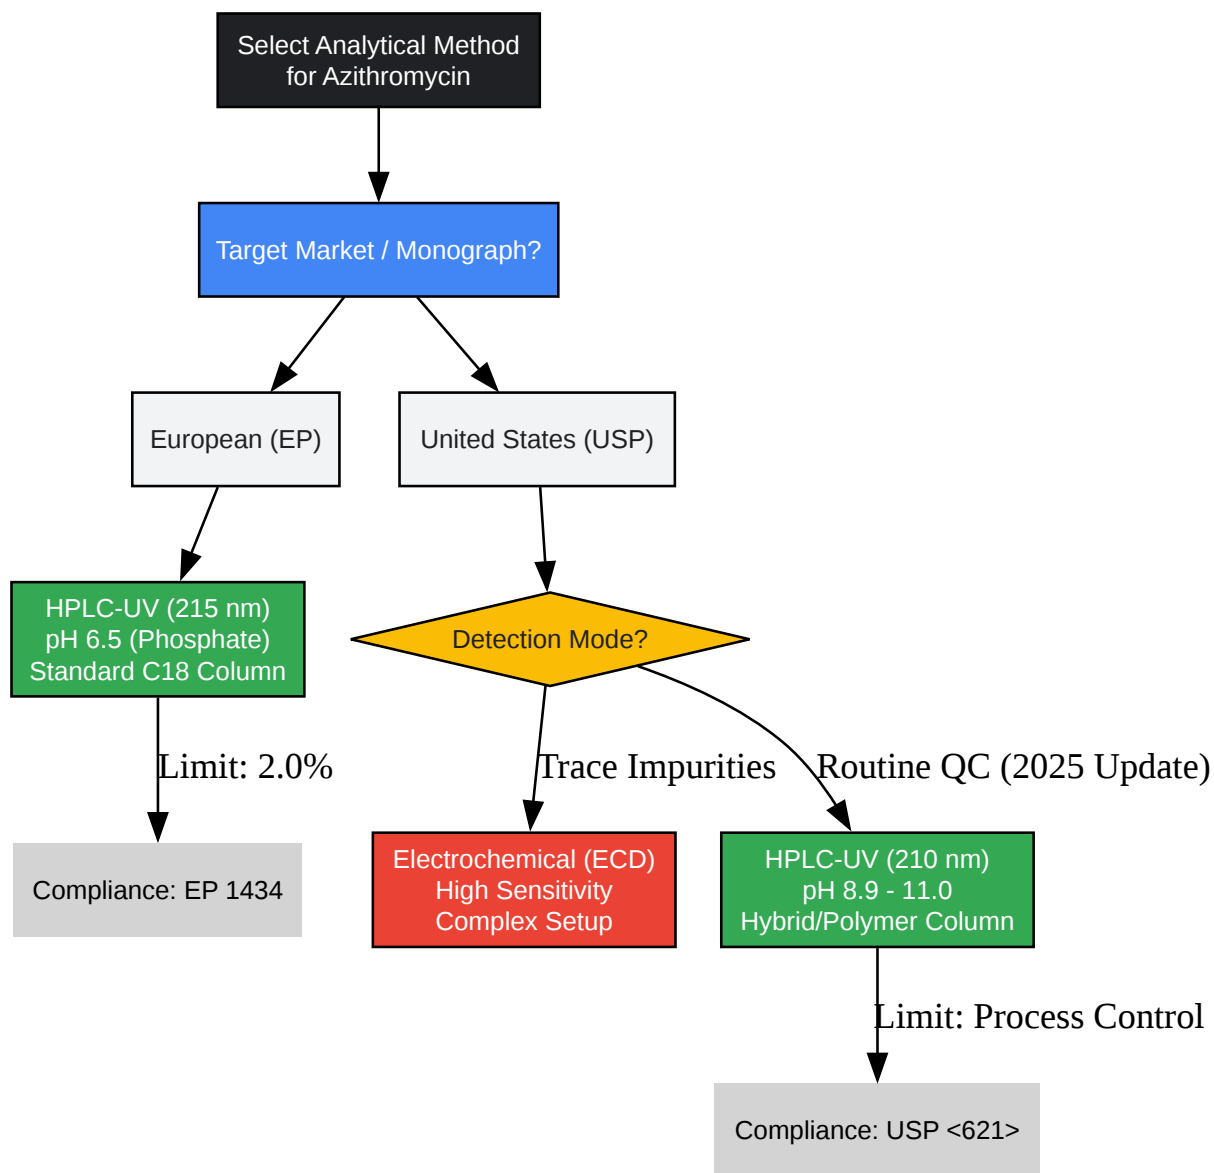 Select Analytical Method
for Azithromycin
Target Market / Monograph?
European (EP)
United States (USP)
HPLC-UV (215 nm)
pH 6.5 (Phosphate)
Standard C18 Column
Detection Mode?
Limit: 2.0%
Trace Impurities
Routine QC (2025 Update)
Compliance: EP 1434
Electrochemical (ECD)
High Sensitivity
Complex Setup
HPLC-UV (210 nm)
pH 8.9 - 11.0
Hybrid/Polymer Column
Limit: Process Control
Compliance: USP <621>